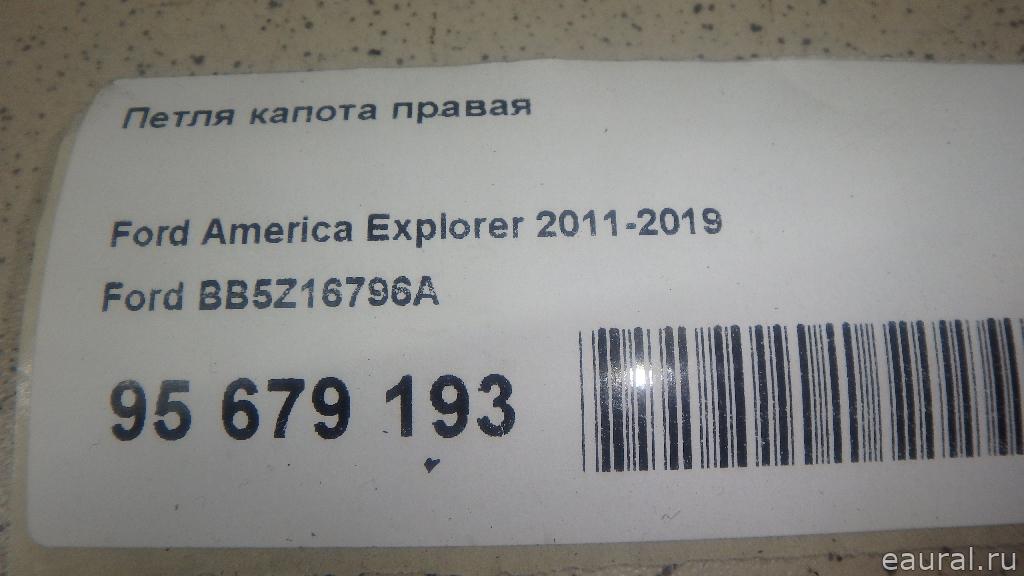 Петля капота правая
Ford America Explorer 2011-2019
Ford BB5Z16796A
95 679 193
eaural.ru